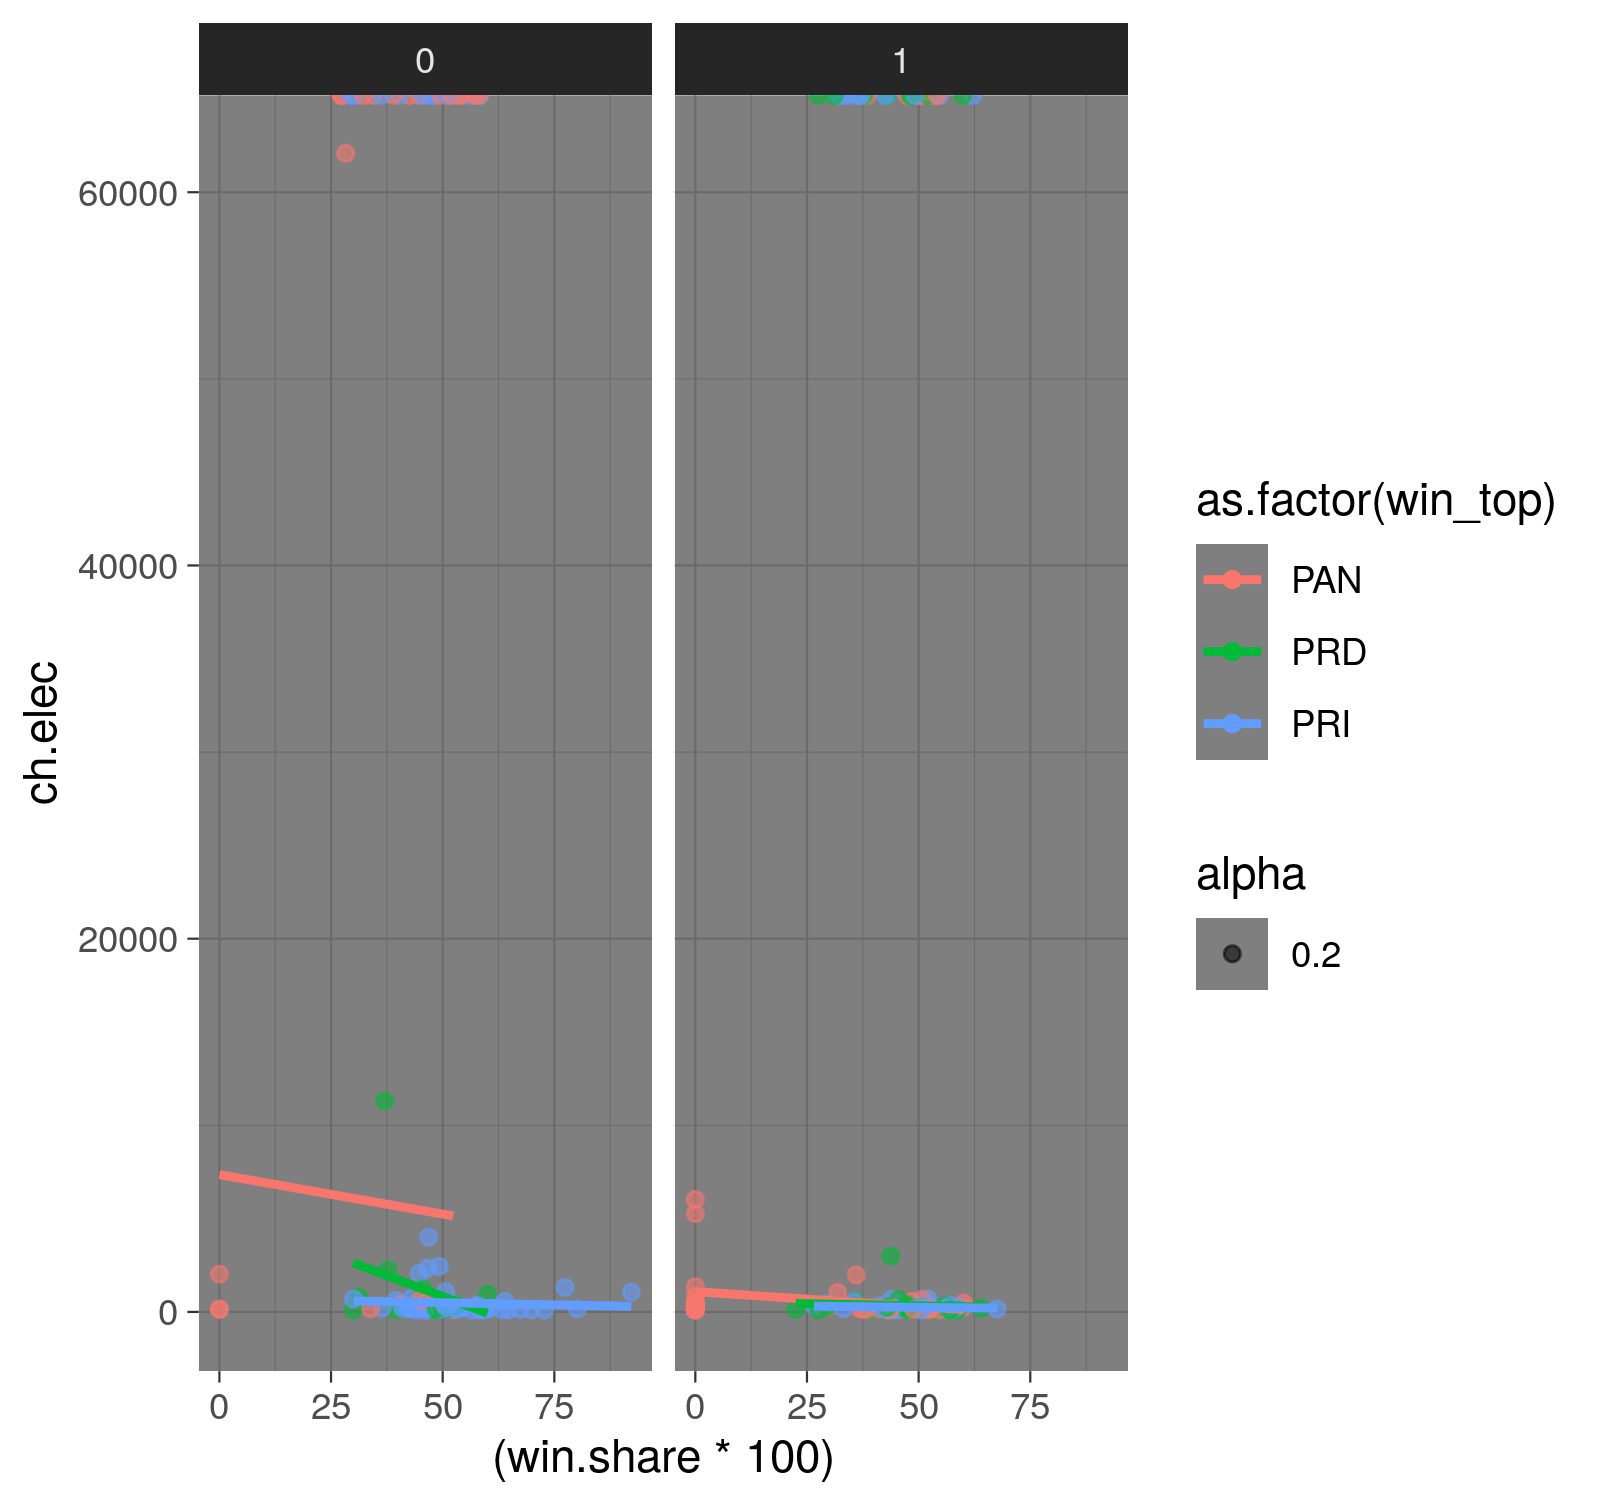 0
1
60000
40000
20000
0
ch.elec
0 25 50 75
0 25 50 75
(win.share * 100)
as.factor(win_top)
PAN
PRD
PRI
alpha
0.2